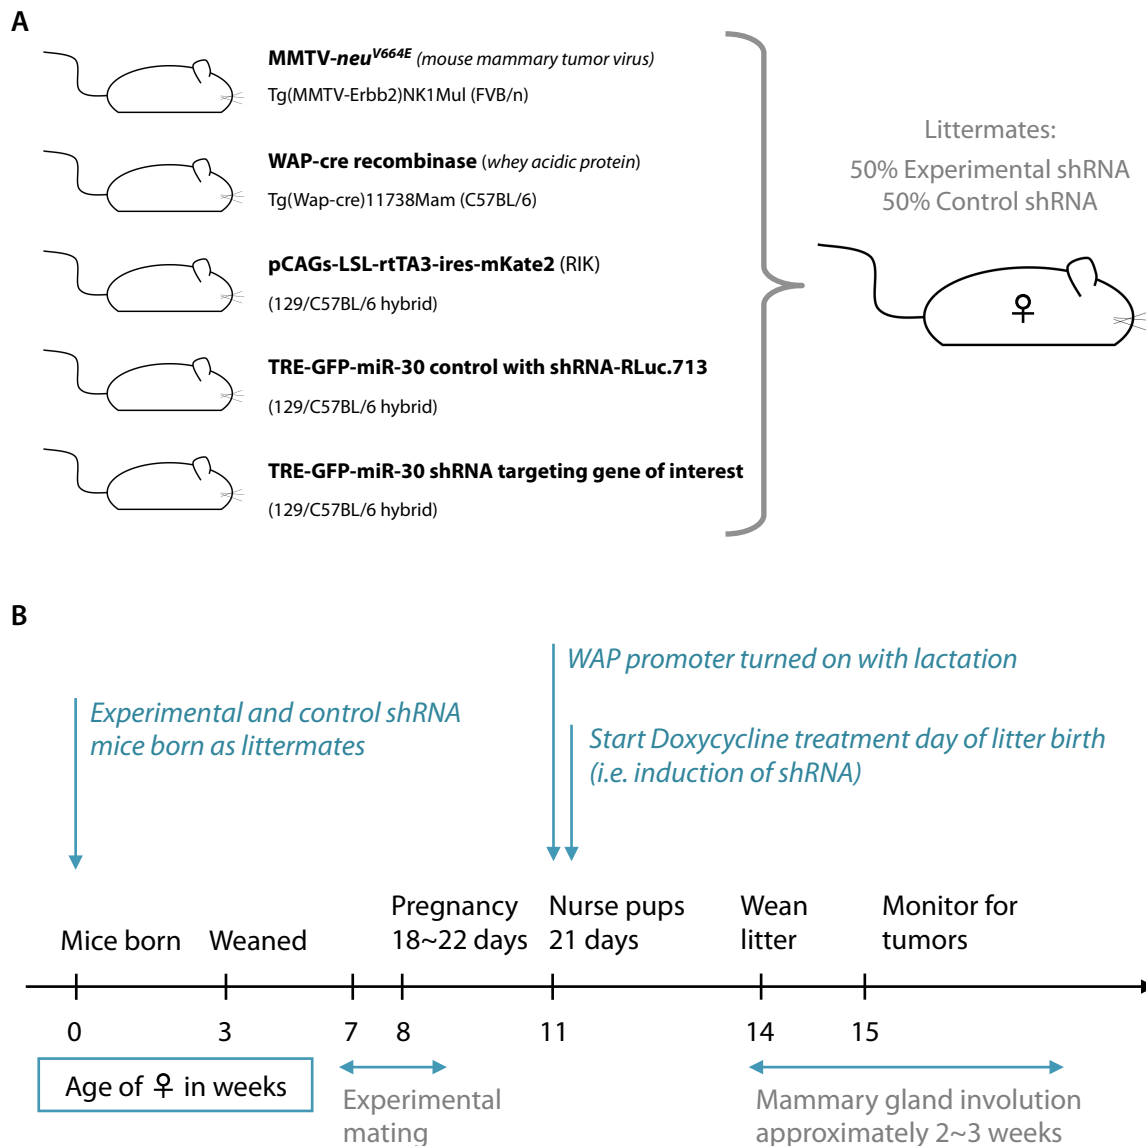 A
MMTV-neuV664E (mouse mammary tumor virus)
Tg(MMTV-Erbb2)NK1Mul (FVB/n)
WAP-cre recombinase (whey acidic protein)
Tg(Wap-cre)11738Mam (C57BL/6)
pCAGs-LSL-rtTA3-ires-mKate2 (RIK)
(129/C57BL/6 hybrid)
TRE-GFP-miR-30 control with shRNA-RLuc.713
(129/C57BL/6 hybrid)
TRE-GFP-miR-30 shRNA targeting gene of interest
(129/C57BL/6 hybrid)
Littermates:
50% Experimental shRNA
50% Control shRNA
♀
B
WAP promoter turned on with lactation
Experimental and control shRNA
mice born as littermates
Start Doxycycline treatment day of litter birth
(i.e. induction of shRNA)
Mice born
Weaned
Pregnancy
18~22 days
Nurse pups
21 days
Wean
litter
Monitor for
tumors
0 3 7 8 11 14 15
Age of ♀ in weeks
Experimental
mating
Mammary gland involution
approximately 2~3 weeks